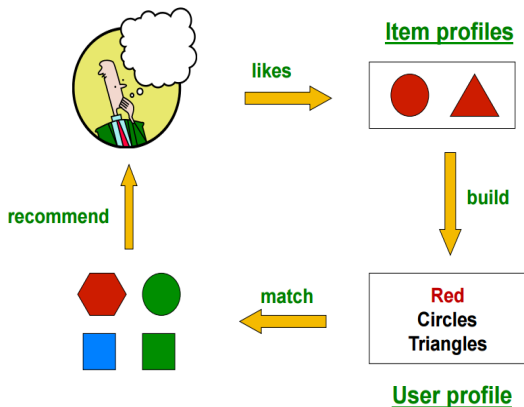 Item profiles
likes
build
recommend
match
Red
Circles
Triangles
User profile